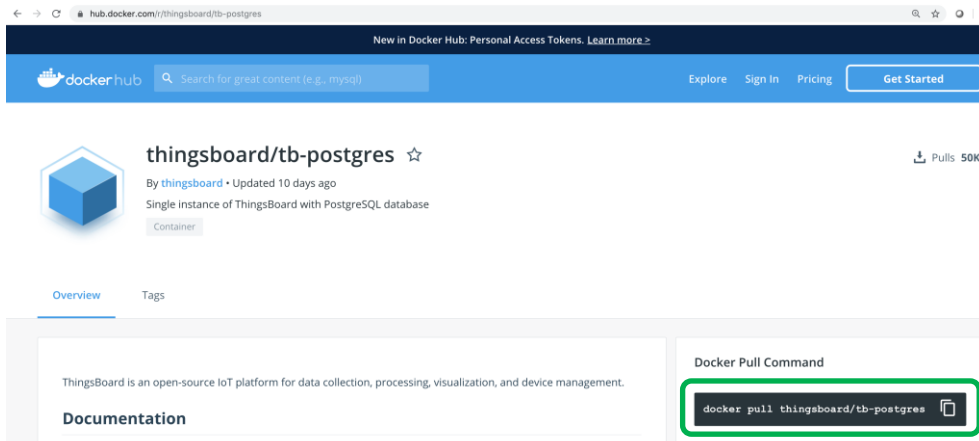 hub.docker.com/r/thingsboard/tb-postgres
New in Docker Hub: Personal Access Tokens. Learn more >
dockerhub
Search for great content (e.g., mysql)
Explore Sign In Pricing Get Started
thingsboard/tb-postgres
Pulls 50K
By thingsboard • Updated 10 days ago
Single instance of ThingsBoard with PostgreSQL database
Container
Overview Tags
Docker Pull Command
ThingsBoard is an open-source IoT platform for data collection, processing, visualization, and device management.
docker pull thingsboard/tb-postgres
Documentation